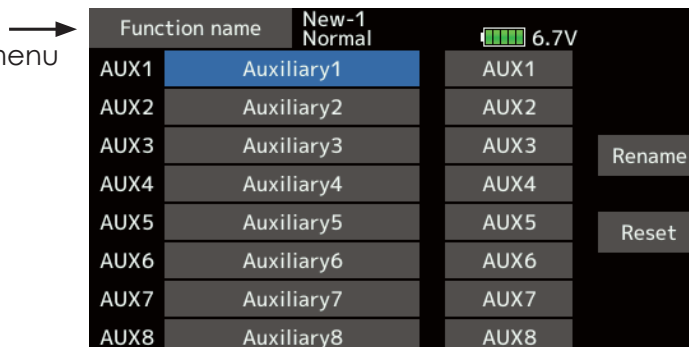 Function name New-1
Normal 6.7V
enu
AUX1 Auxiliary1 AUX1
AUX2 Auxiliary2 AUX2
AUX3 Auxiliary3 AUX3
Rename
AUX4 Auxiliary4 AUX4
AUX5 Auxiliary5 AUX5
Reset
AUX6 Auxiliary6 AUX6
AUX7 Auxiliary7 AUX7
AUX8 Auxiliary8 AUX8